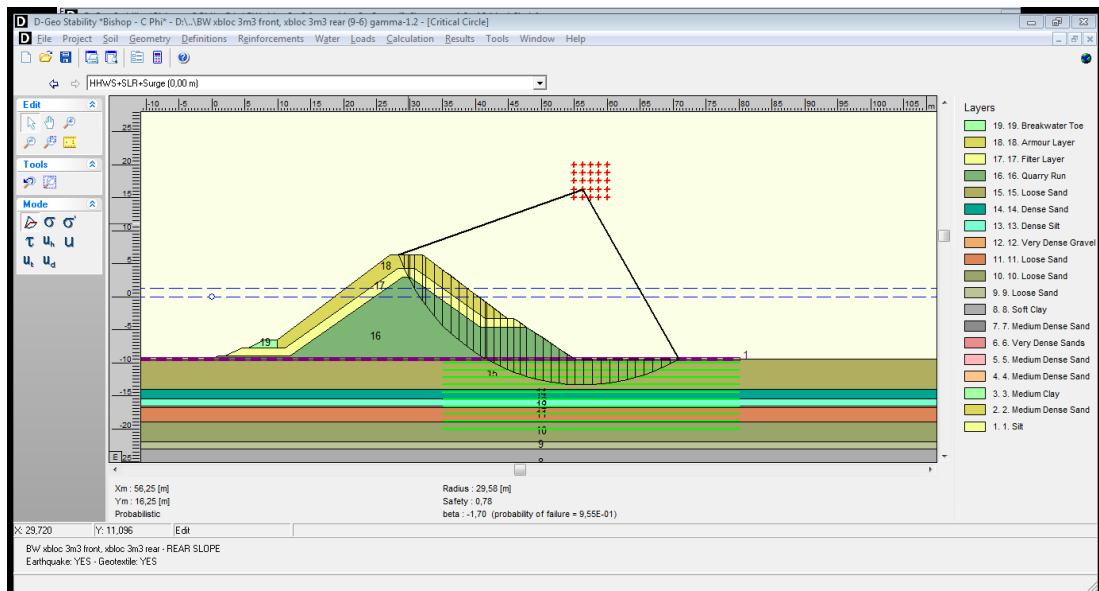 D-Geo Stability *Bishop - C Phi* - D:\...\BW xbloc 3m3 front, xbloc 3m3 rear (9-6) gamma-1.2 - [Critical Circle]
File Project Soil Geometry Definitions Reinforcements Water Loads Calculation Results Tools Window Help
HHWS+SLR+Surge (0,00 m)
Edit
Tools
Mode
-10 -5 0 5 10 15 20 25 30 35 40 45 50 55 60 65 70 75 80 85 90 95 100 105 m
25
20
15
10
5
0
-5
-10
-15
-20
E 25
18
17
16
19
15
1
10
9
Layers
19. 19. Breakwater Toe
18. 18. Armour Layer
17. 17. Filter Layer
16. 16. Quarry Run
15. 15. Loose Sand
14. 14. Dense Sand
13. 13. Dense Silt
12. 12. Very Dense Gravel
11. 11. Loose Sand
10. 10. Loose Sand
9. 9. Loose Sand
8. 8. Soft Clay
7. 7. Medium Dense Sand
6. 6. Very Dense Sands
5. 5. Medium Dense Sand
4. 4. Medium Dense Sand
3. 3. Medium Clay
2. 2. Medium Dense Sand
1. 1. Silt
Xm : 56,25 [m] Radius : 29,58 [m]
Ym : 16,25 [m] Safety : 0,78
Probabilistic beta : -1,70 (probability of failure = 9,55E-01)
X: 29,720 Y: 11,096 Edit
BW xbloc 3m3 front, xbloc 3m3 rear - REAR SLOPE
Earthquake: YES - Geotextile: YES